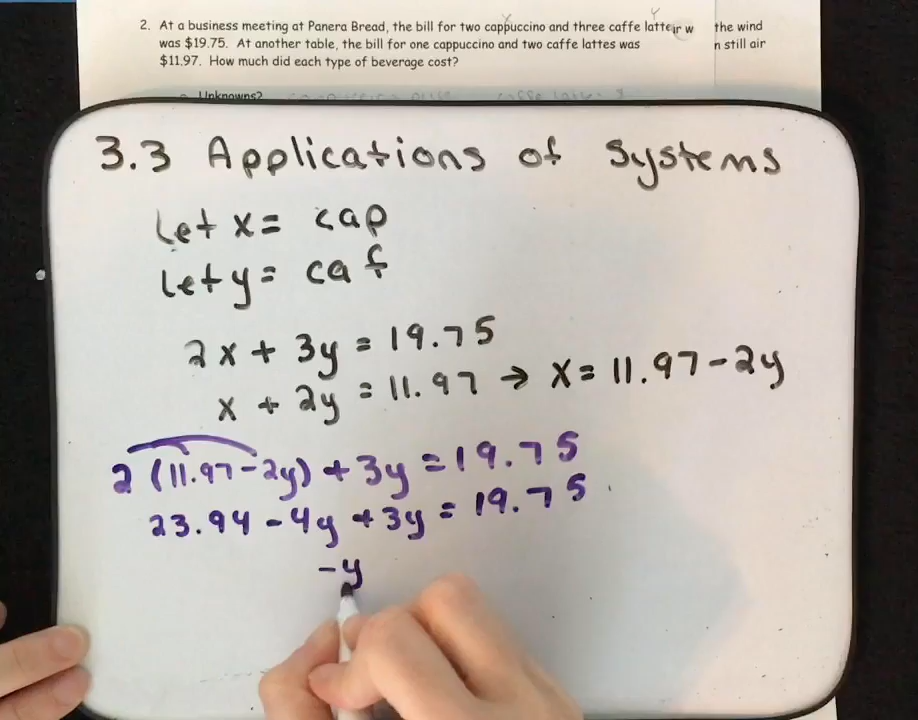 2. At a business meeting at Panera Bread, the bill for two cappuccino and three caffe latte ir w the wind
was $19.75. At another table, the bill for one cappuccino and two caffe lattes was n still air
$11.97. How much did each type of beverage cost?
Unknowns?
3.3 Applications of Systems
Let x = cap
Let y = caf
2x + 3y = 19.75
x + 2y = 11.97 → x = 11.97 - 2y
2 (11.97 - 2y) + 3y = 19.75
23.94 - 4y + 3y = 19.75
-y